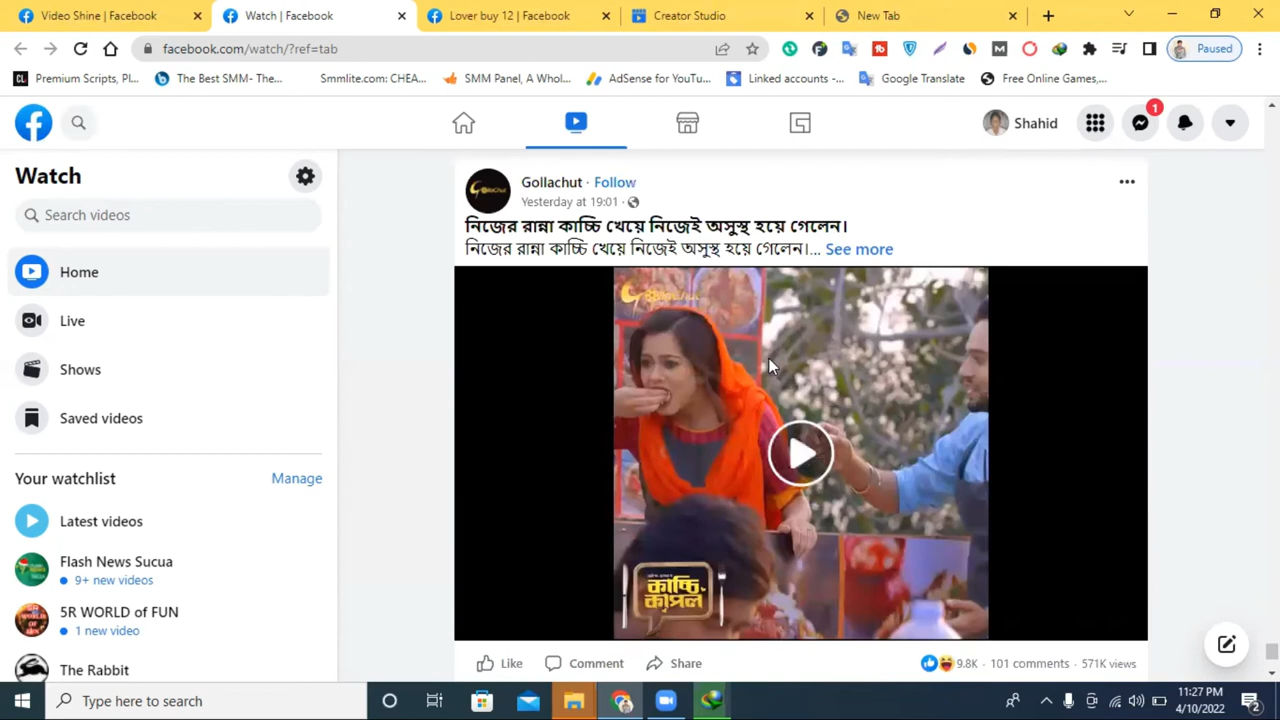 Video Shine | Facebook
Watch | Facebook
Lover buy 12 | Facebook
Creator Studio
New Tab
facebook.com/watch/?ref=tab
Paused
Premium Scripts, Pl...
The Best SMM- The...
Smmlite.com: CHEA...
SMM Panel, A Whol...
AdSense for YouTu...
Linked accounts -...
Google Translate
Free Online Games,...
Shahid
1
Watch
Search videos
Home
Live
Shows
Saved videos
Your watchlist
Manage
Latest videos
Flash News Sucua
9+ new videos
5R WORLD of FUN
1 new video
The Rabbit
Gollachut · Follow
Yesterday at 19:01 ·
নিজের রান্না কাচ্চি খেয়ে নিজেই অসুস্থ হয়ে গেলেন।
নিজের রান্না কাচ্চি খেয়ে নিজেই অসুস্থ হয়ে গেলেন।... See more
কাচ্চি
কাপল
Like
Comment
Share
9.8K · 101 comments · 571K views
Type here to search
11:27 PM
4/10/2022
2